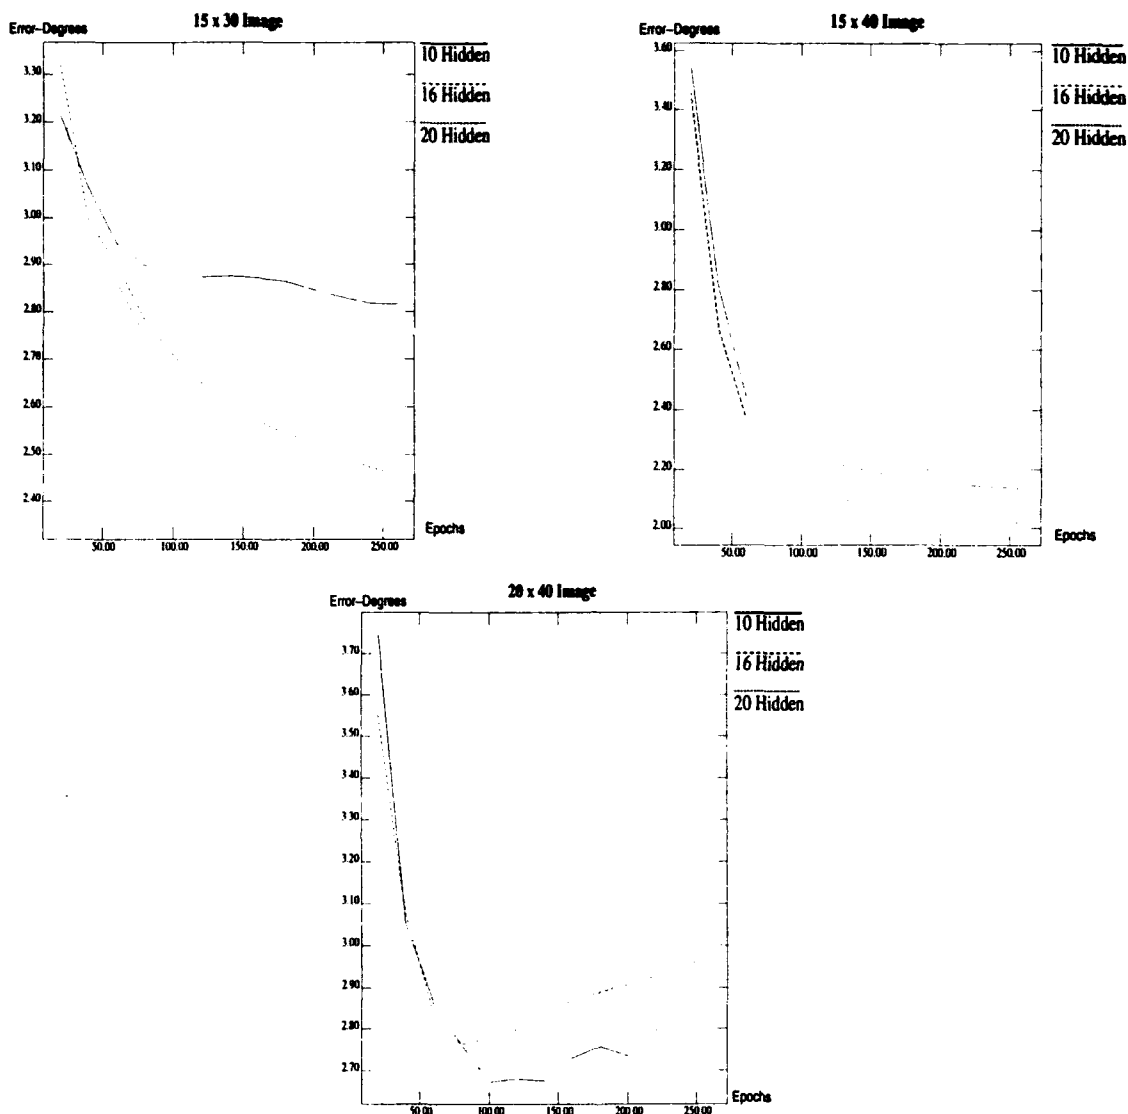 15 x 30 Image
Error-Degrees
3.30
3.20
3.10
3.00
2.90
2.80
2.70
2.60
2.50
2.40
50.00 100.00 150.00 200.00 250.00
Epochs
10 Hidden
16 Hidden
20 Hidden
15 x 40 Image
Error-Degrees
3.60
3.40
3.20
3.00
2.80
2.60
2.40
2.20
2.00
50.00 100.00 150.00 200.00 250.00
Epochs
10 Hidden
16 Hidden
20 Hidden
20 x 40 Image
Error-Degrees
3.70
3.60
3.50
3.40
3.30
3.20
3.10
3.00
2.90
2.80
2.70
50.00 100.00 150.00 200.00 250.00
Epochs
10 Hidden
16 Hidden
20 Hidden